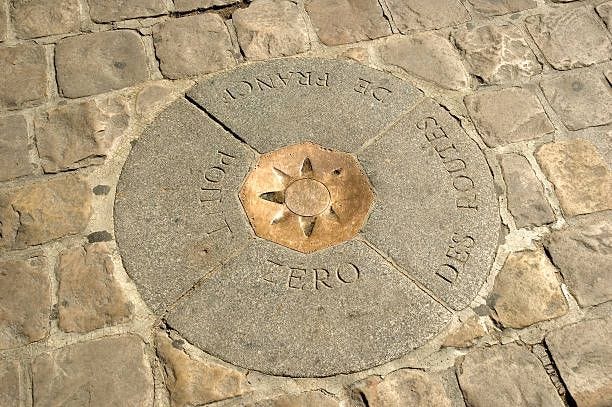 POINT
ZERO
DES ROUTES
DE FRANCE